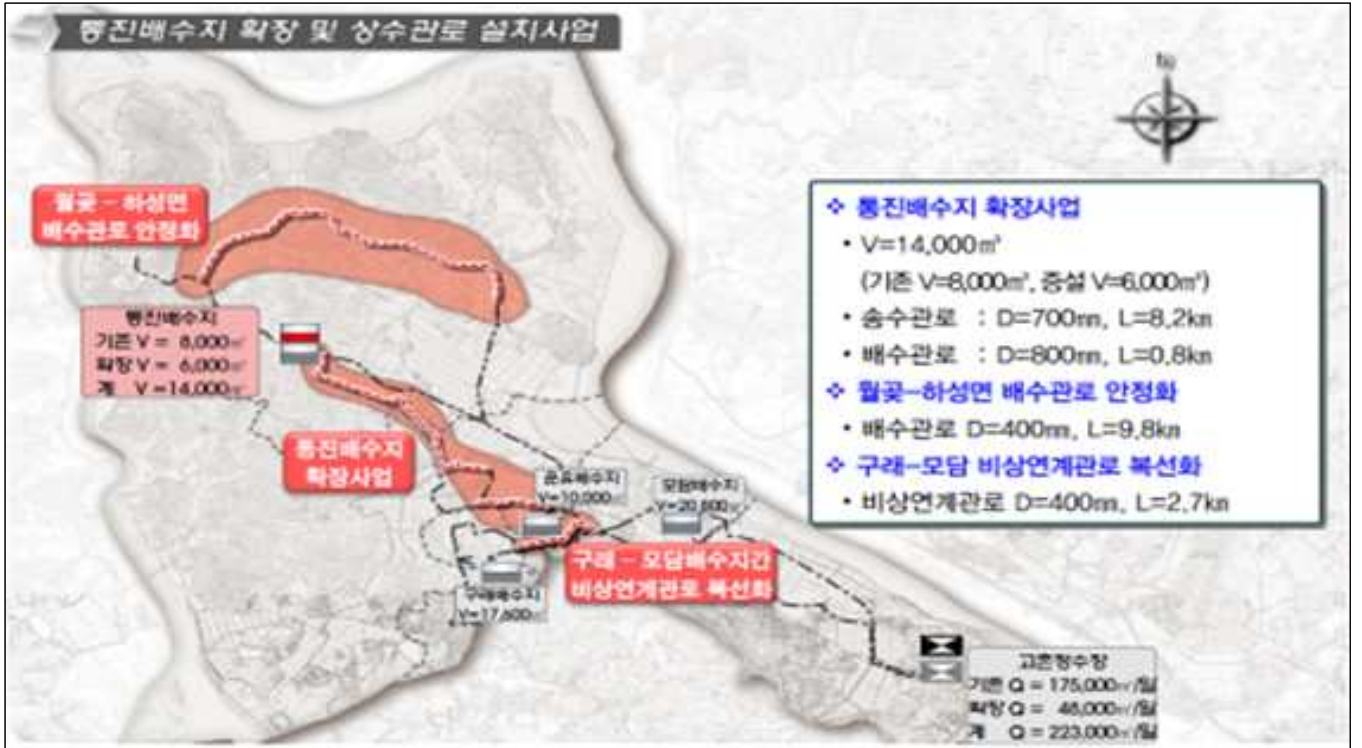 통진배수지 확장 및 상수관로 설치사업
월곶 - 하성면
배수관로 안정화
통진배수지
기존 V = 8,000㎥
확장 V = 6,000㎥
계 V = 14,000㎥
통진배수지
확장사업
운유배수지
V=10,000㎥
모담배수지
구래 - 모담배수지간
비상연계관로 복선화
구래배수지
V=17,600㎥
고촌정수장
기존 Q = 175,000㎥/일
확장 Q = 48,000㎥/일
계 Q = 223,000㎥/일
❖ 통진배수지 확장사업
• V=14,000㎥
(기존 V=8,000㎥, 증설 V=6,000㎥)
• 송수관로 : D=700mm, L=8.2km
• 배수관로 : D=800mm, L=0.8km
❖ 월곶-하성면 배수관로 안정화
• 배수관로 D=400mm, L=9.8km
❖ 구래-모담 비상연계관로 복선화
• 비상연계관로 D=400mm, L=2.7km